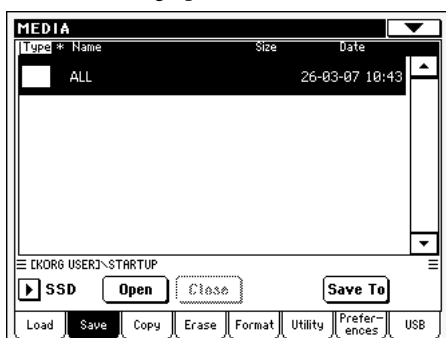 MEDIA
Type * Name Size Date
ALL 26-03-07 10:43
[KORG USER]\STARTUP
SSD Open Close Save To
Load Save Copy Erase Format Utility Prefer-
ences USB